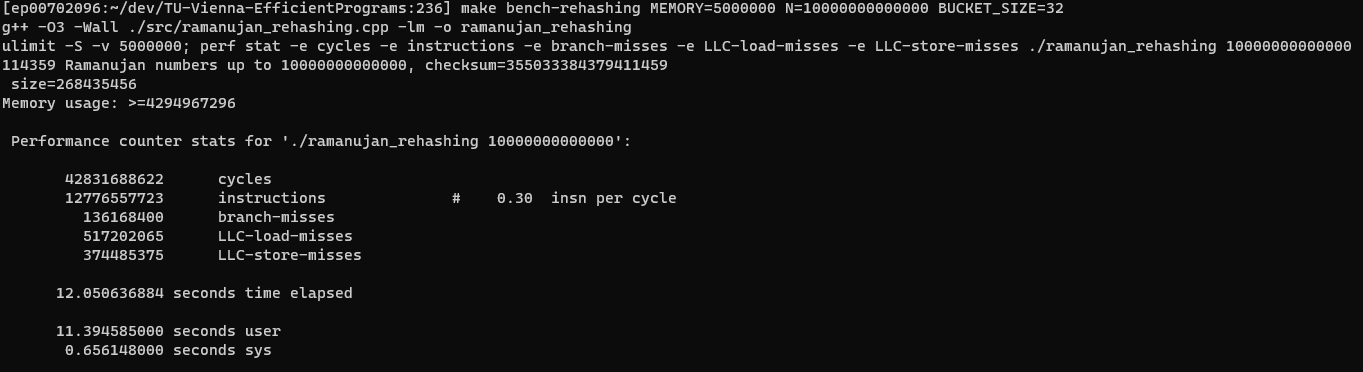 [ep00702096:~/dev/TU-Vienna-EfficientPrograms:236] make bench-rehashing MEMORY=5000000 N=10000000000000 BUCKET_SIZE=32
g++ -O3 -Wall ./src/ramanujan_rehashing.cpp -lm -o ramanujan_rehashing
ulimit -S -v 5000000; perf stat -e cycles -e instructions -e branch-misses -e LLC-load-misses -e LLC-store-misses ./ramanujan_rehashing 10000000000000
114359 Ramanujan numbers up to 10000000000000, checksum=355033384379411459
size=268435456
Memory usage: >=4294967296
Performance counter stats for './ramanujan_rehashing 10000000000000':
42831688622 cycles
12776557723 instructions # 0.30 insn per cycle
136168400 branch-misses
517202065 LLC-load-misses
374485375 LLC-store-misses
12.050636884 seconds time elapsed
11.394585000 seconds user
0.656148000 seconds sys